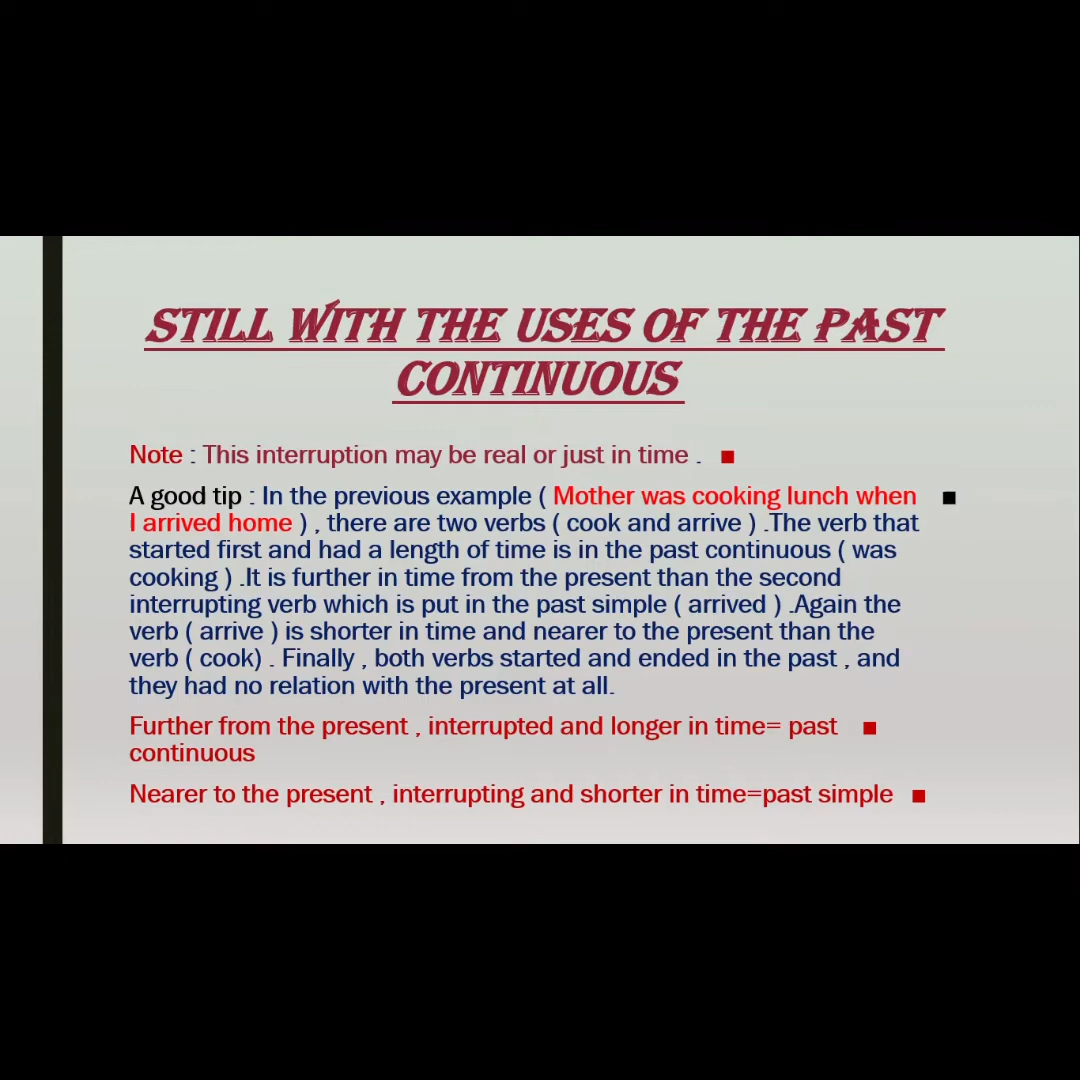 STILL WITH THE USES OF THE PAST
CONTINUOUS
Note : This interruption may be real or just in time . ■
A good tip : In the previous example ( Mother was cooking lunch when ■
I arrived home ) , there are two verbs ( cook and arrive ) .The verb that
started first and had a length of time is in the past continuous ( was
cooking ) .It is further in time from the present than the second
interrupting verb which is put in the past simple ( arrived ) .Again the
verb ( arrive ) is shorter in time and nearer to the present than the
verb ( cook) . Finally , both verbs started and ended in the past , and
they had no relation with the present at all.
Further from the present , interrupted and longer in time= past ■
continuous
Nearer to the present , interrupting and shorter in time=past simple ■